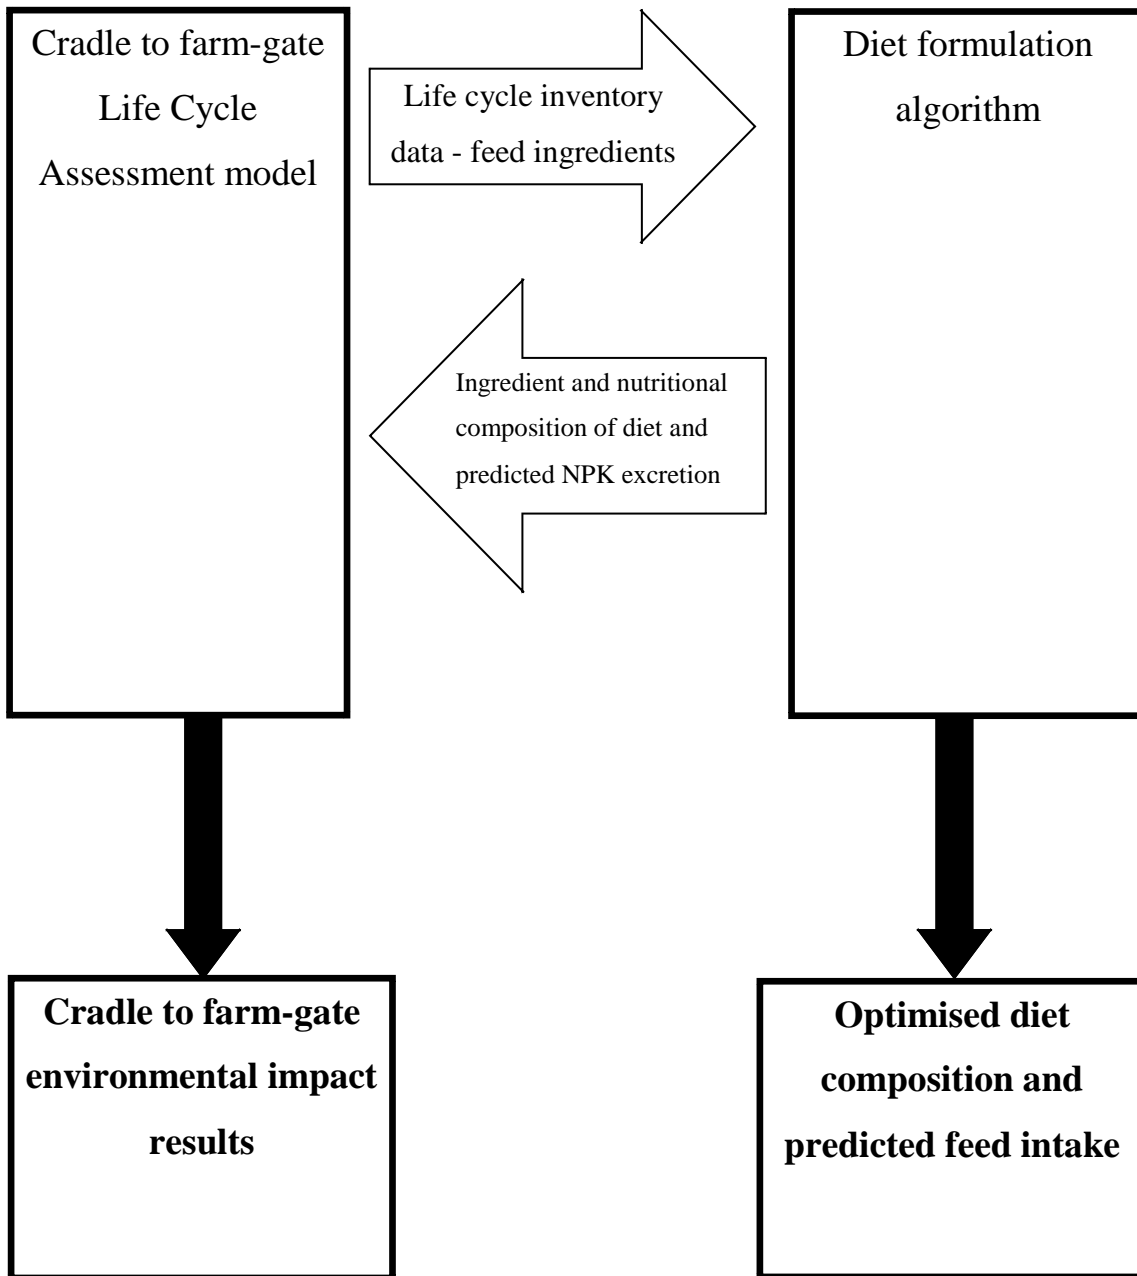 Cradle to farm-gate
Life Cycle
Assessment model
Life cycle inventory
data - feed ingredients
Diet formulation
algorithm
Ingredient and nutritional
composition of diet and
predicted NPK excretion
Cradle to farm-gate
environmental impact
results
Optimised diet
composition and
predicted feed intake